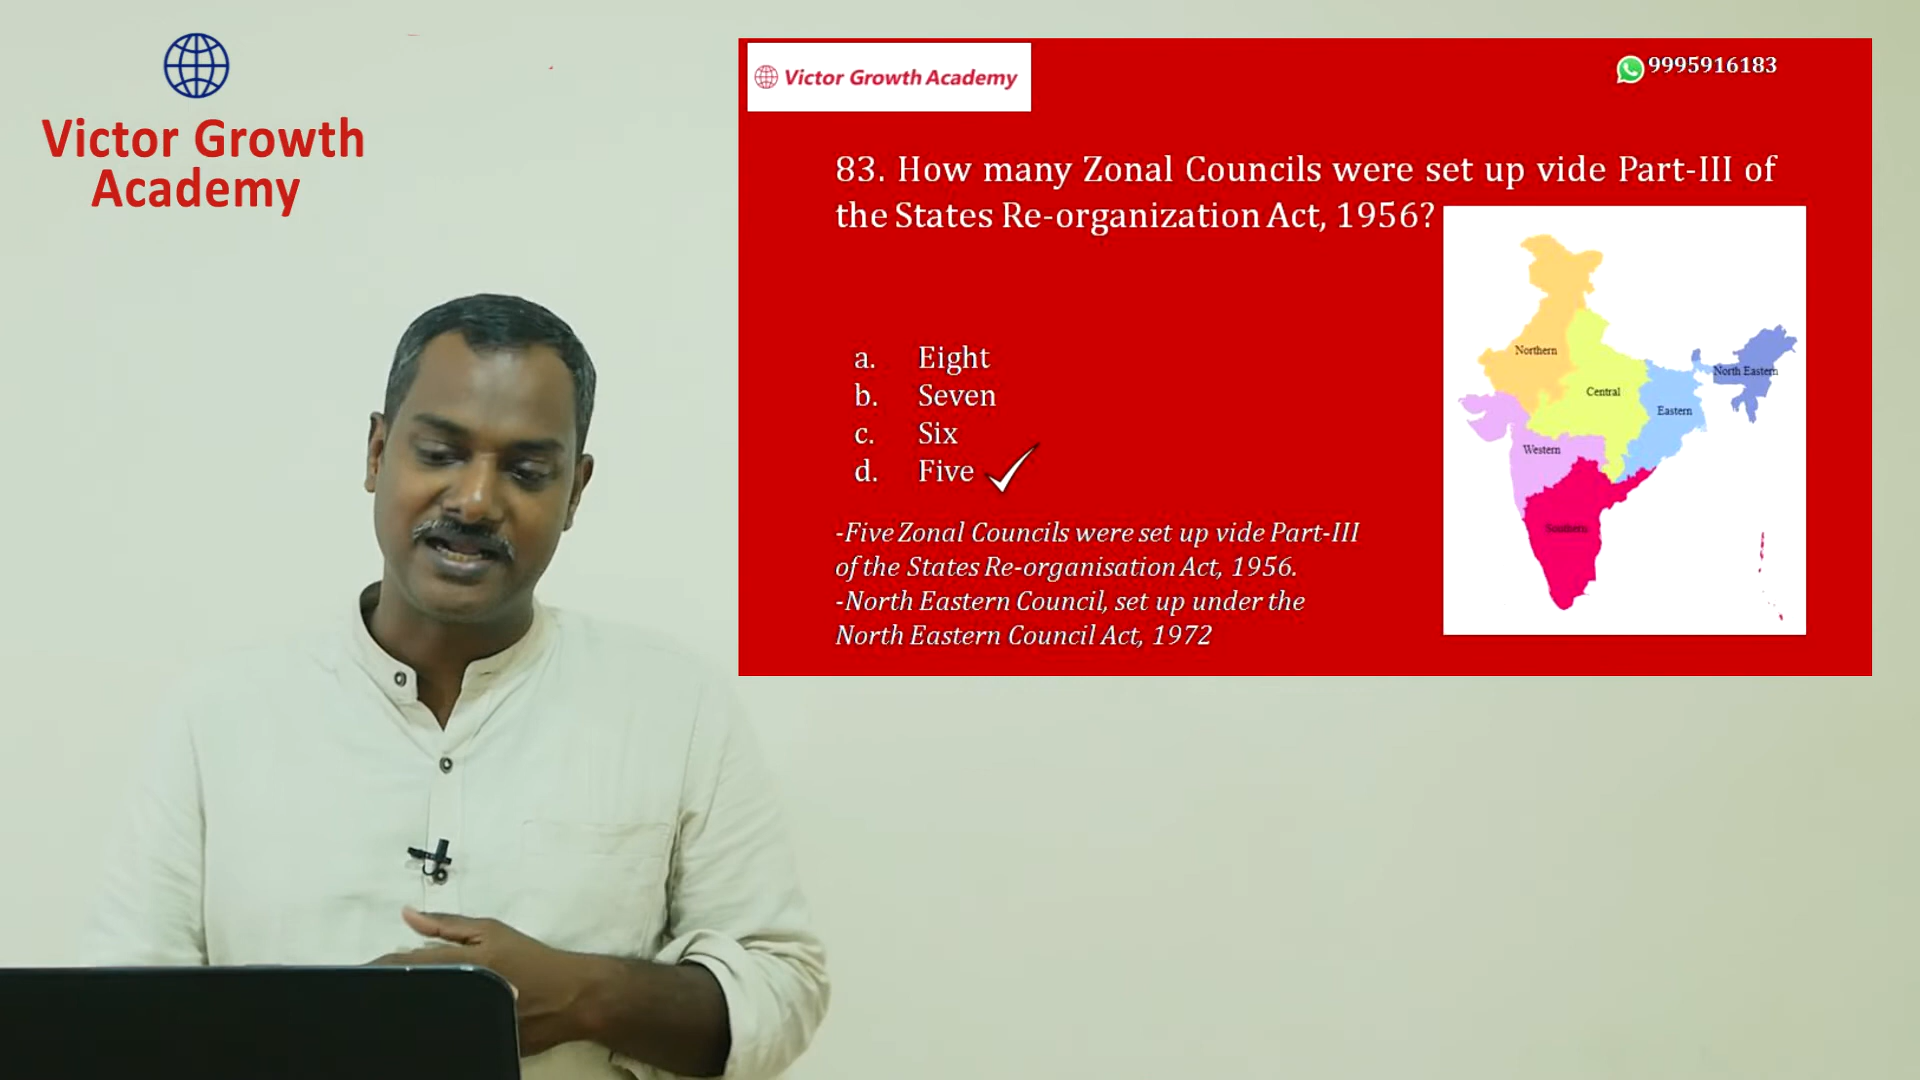 Victor Growth
Academy
Victor Growth Academy
9995916183
83. How many Zonal Councils were set up vide Part-III of
the States Re-organization Act, 1956?
a. Eight
b. Seven
c. Six
d. Five
-Five Zonal Councils were set up vide Part-III
of the States Re-organisation Act, 1956.
-North Eastern Council, set up under the
North Eastern Council Act, 1972
Northern
North Eastern
Central
Eastern
Western
Southern